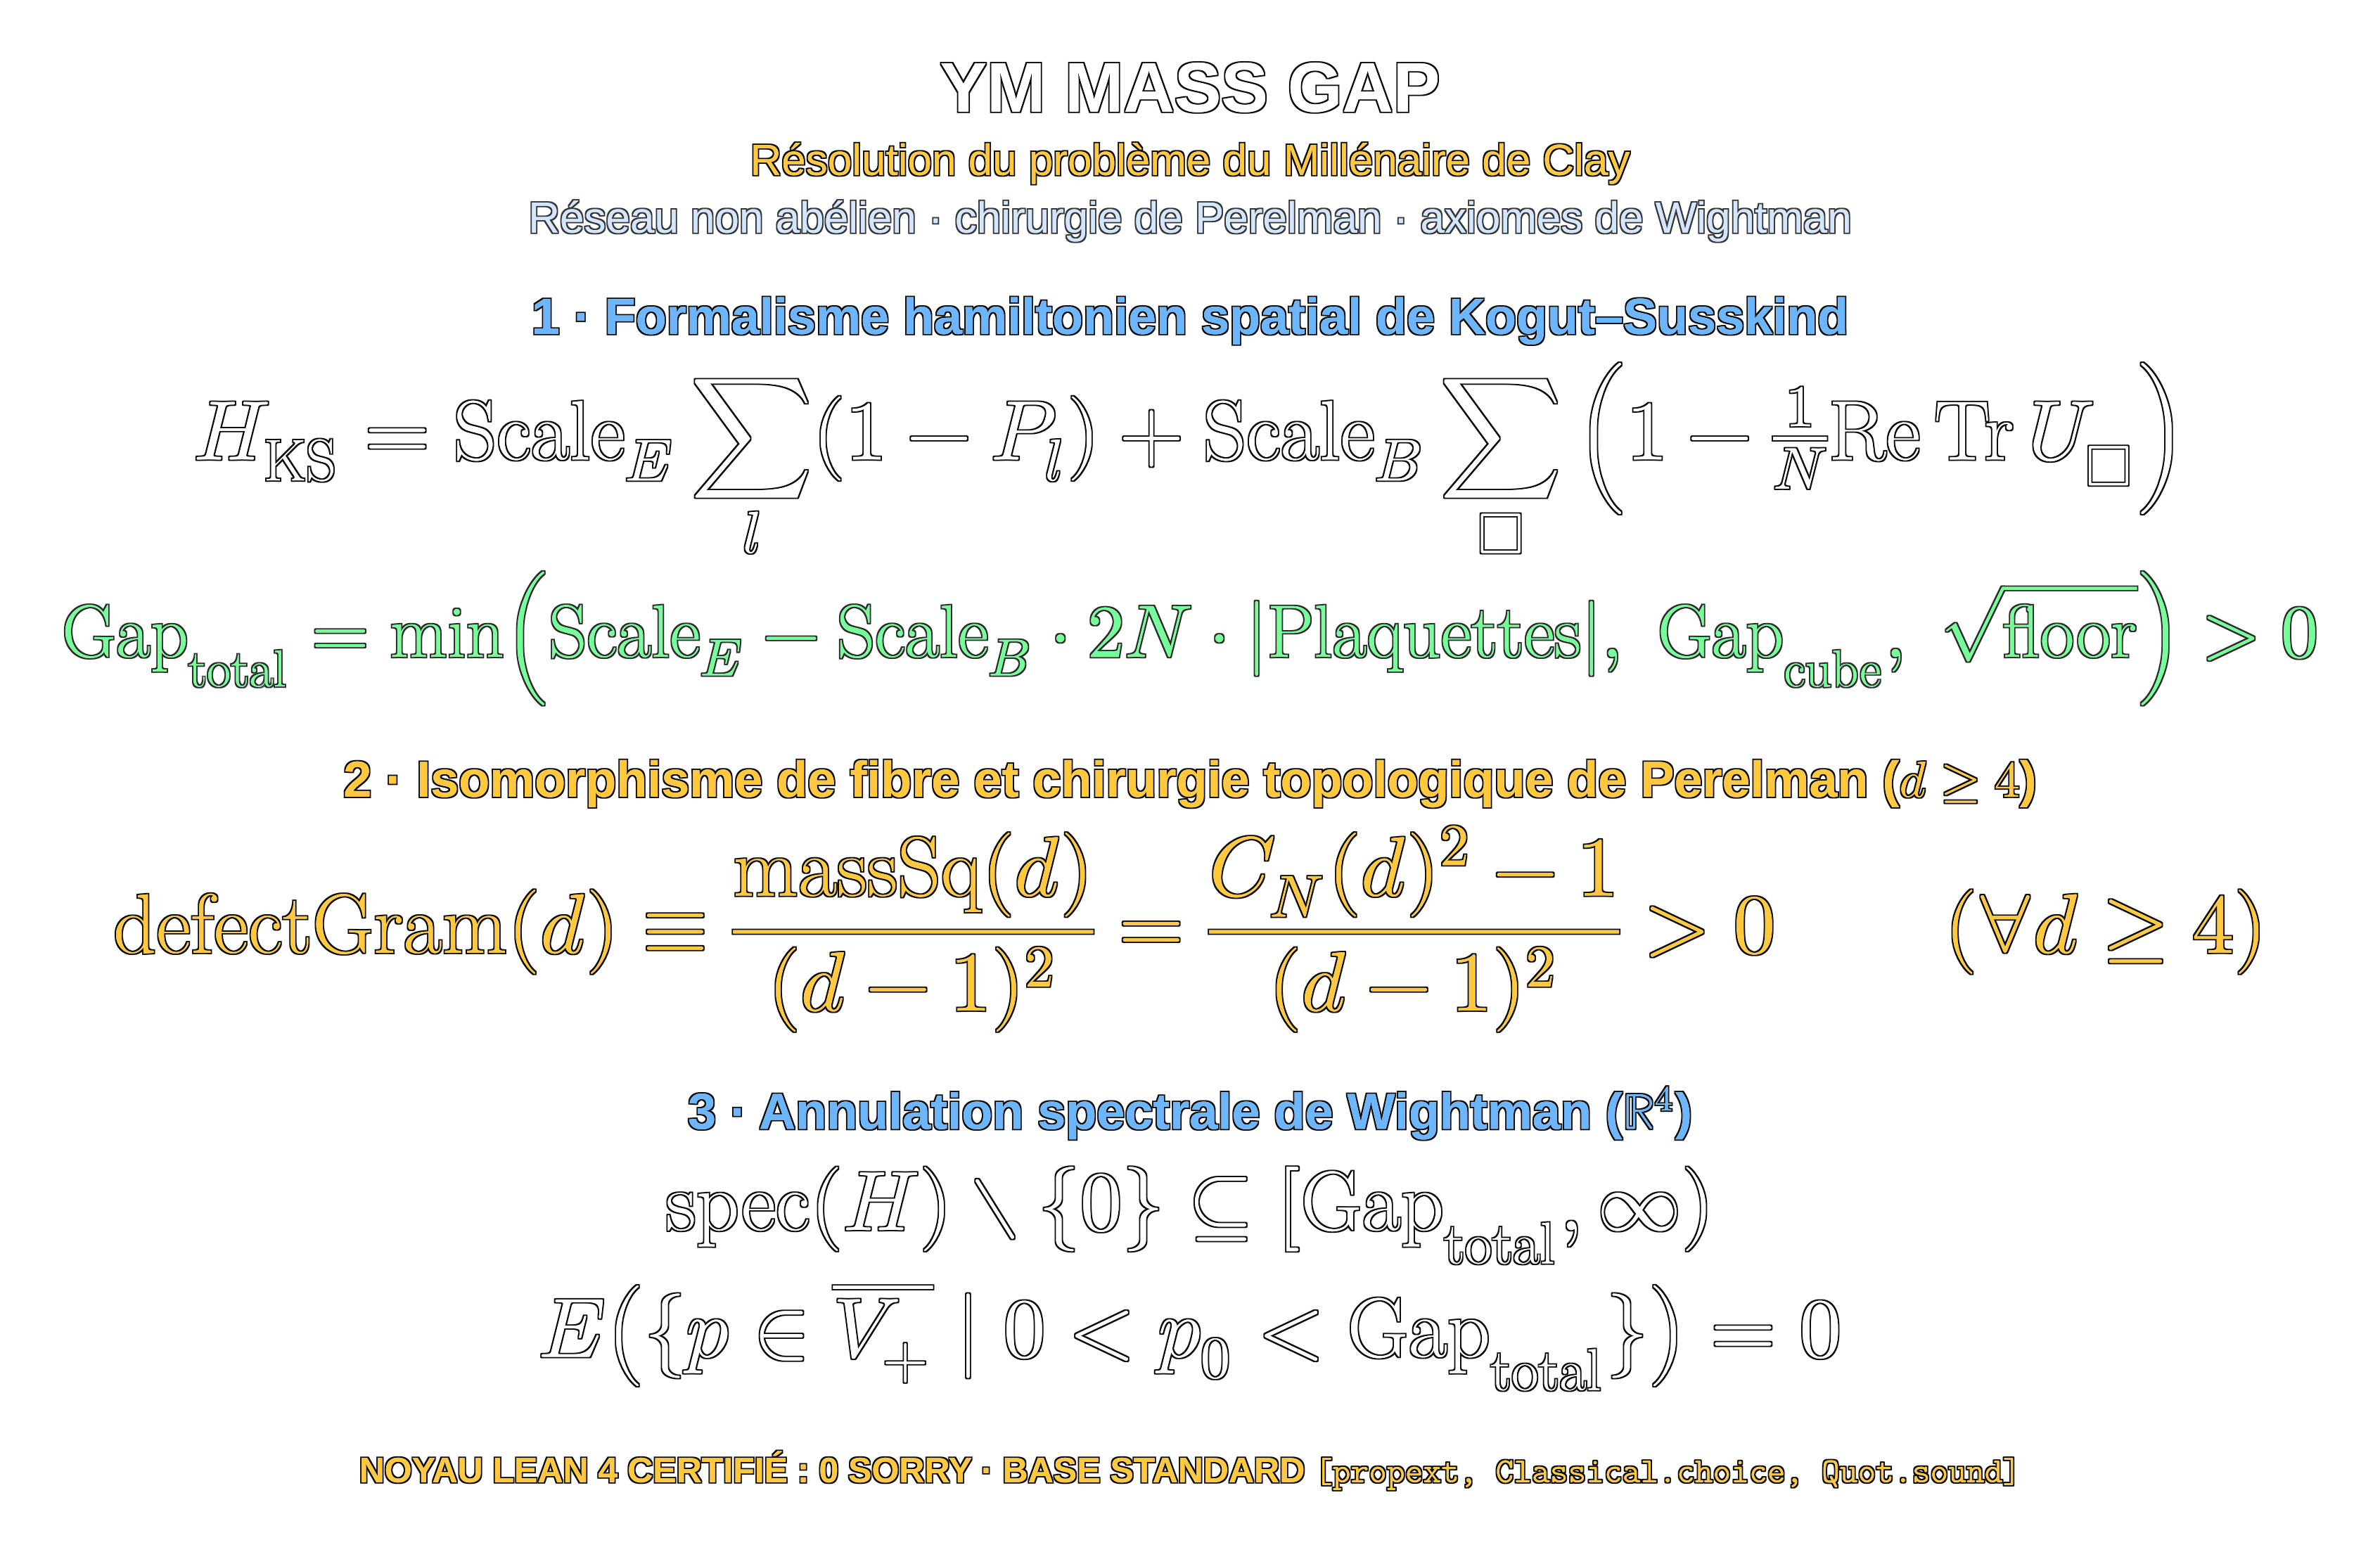 YM MASS GAP
Résolution du problème du Millénaire de Clay
Réseau non abélien · chirurgie de Perelman · axiomes de Wightman
1 · Formalisme hamiltonien spatial de Kogut–Susskind
H_KS = Scale_E ∑_l (1 − P_l) + Scale_B ∑_□ (1 − 1/N Re Tr U_□)
Gap_total = min(Scale_E − Scale_B · 2N · |Plaquettes|, Gap_cube, √floor) > 0
2 · Isomorphisme de fibre et chirurgie topologique de Perelman (d ≥ 4)
defectGram(d) ≡ massSq(d)/(d − 1)² = (C_N(d)² − 1)/(d − 1)² > 0 (∀d ≥ 4)
3 · Annulation spectrale de Wightman (ℝ⁴)
spec(H) \ {0} ⊆ [Gap_total, ∞)
E({p ∈ V̅_+ | 0 < p_0 < Gap_total}) = 0
NOYAU LEAN 4 CERTIFIÉ : 0 SORRY · BASE STANDARD [propext, Classical.choice, Quot.sound]